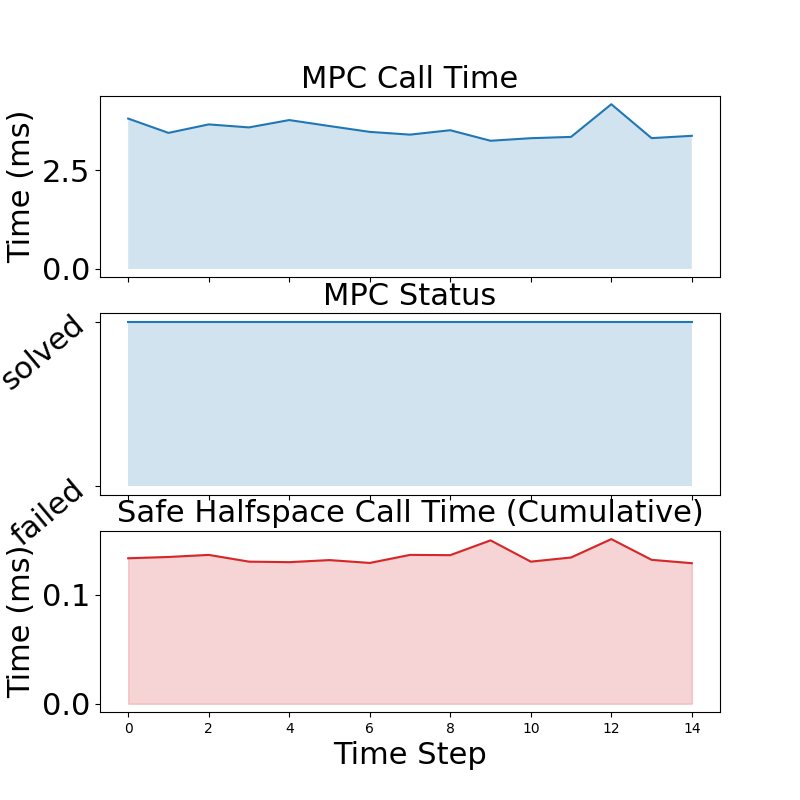 MPC Call Time
Time (ms)
2.5
0.0
MPC Status
solved
failed
Safe Halfspace Call Time (Cumulative)
Time (ms)
0.1
0.0
0 2 4 6 8 10 12 14
Time Step